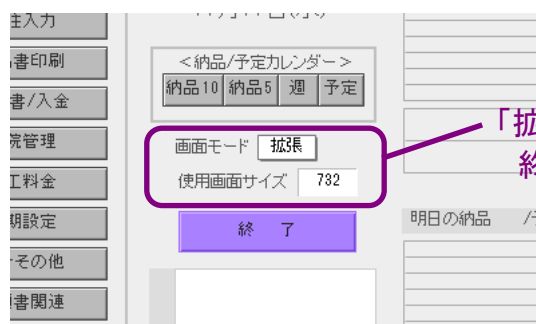 主入力
書印刷
書/入金
院管理
工料金
期設定
その他
書関連
<納品/予定カレンダー>
納品10 納品5 週 予定
画面モード 拡張
使用画面サイズ 732
終 了
「拡
終
明日の納品